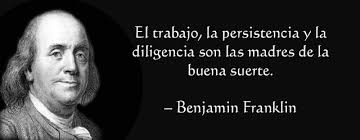 El trabajo, la persistencia y la
diligencia son las madres de la
buena suerte.
– Benjamin Franklin